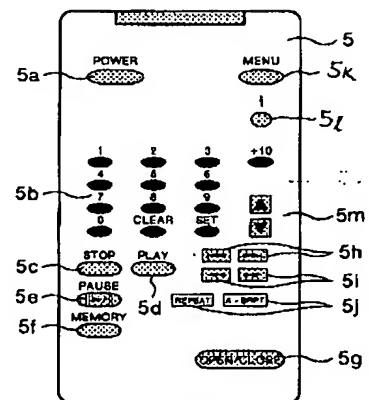 5
POWER MENU
5a 5k
i
5l
1 2 3 +10
4 5 6
5b 7 8 9
5m
0 CLEAR SET
STOP PLAY
5h
5c
5i
PAUSE 5d
5e REPEAT A-BRPT 5j
MEMORY
5f
OPEN/CLOSE 5g